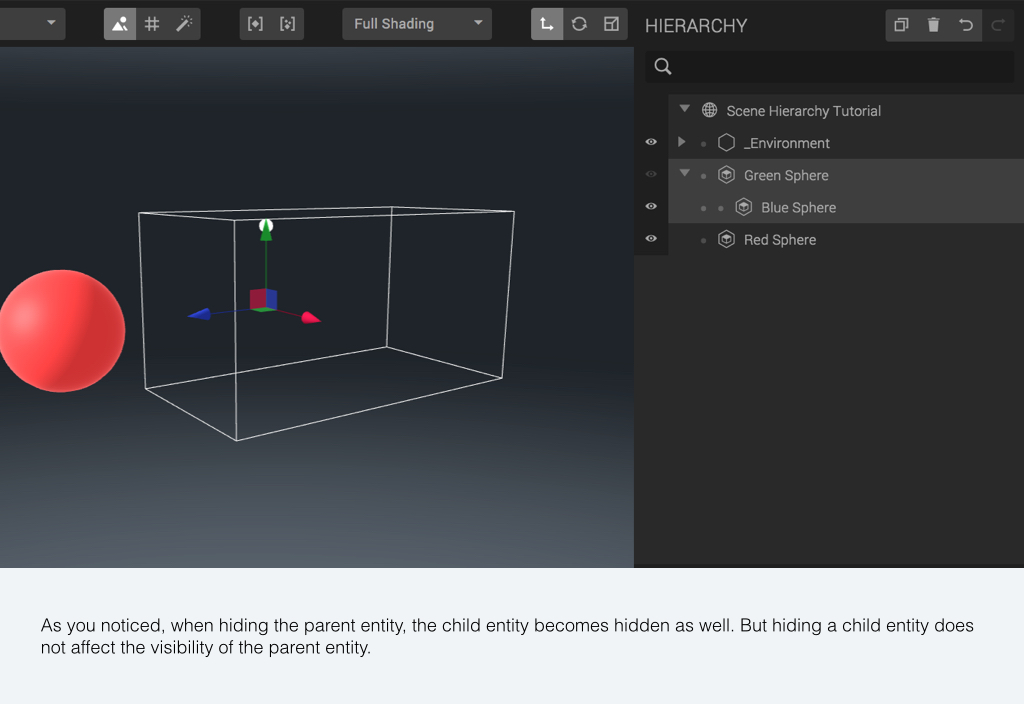 Full Shading
HIERARCHY
Scene Hierarchy Tutorial
_Environment
Green Sphere
Blue Sphere
Red Sphere
As you noticed, when hiding the parent entity, the child entity becomes hidden as well. But hiding a child entity does
not affect the visibility of the parent entity.